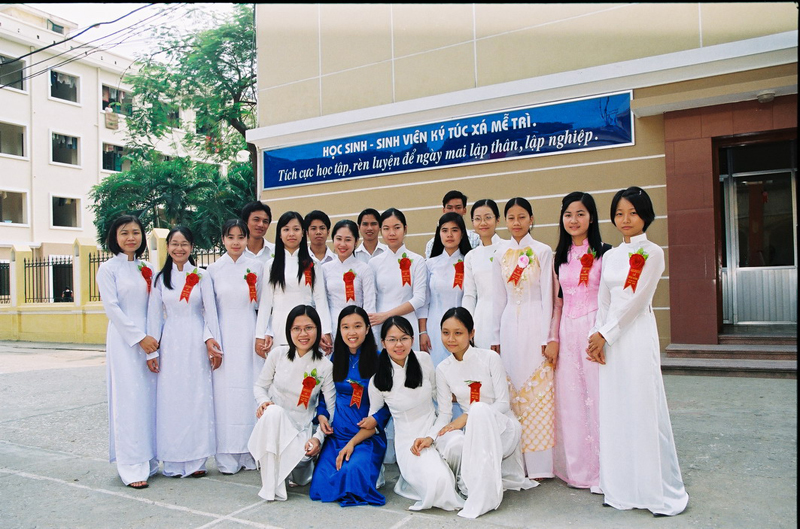 HỌC SINH - SINH VIÊN KÝ TÚC XÁ MỄ TRÌ.
Tích cực học tập, rèn luyện để ngày mai lập thân, lập nghiệp.